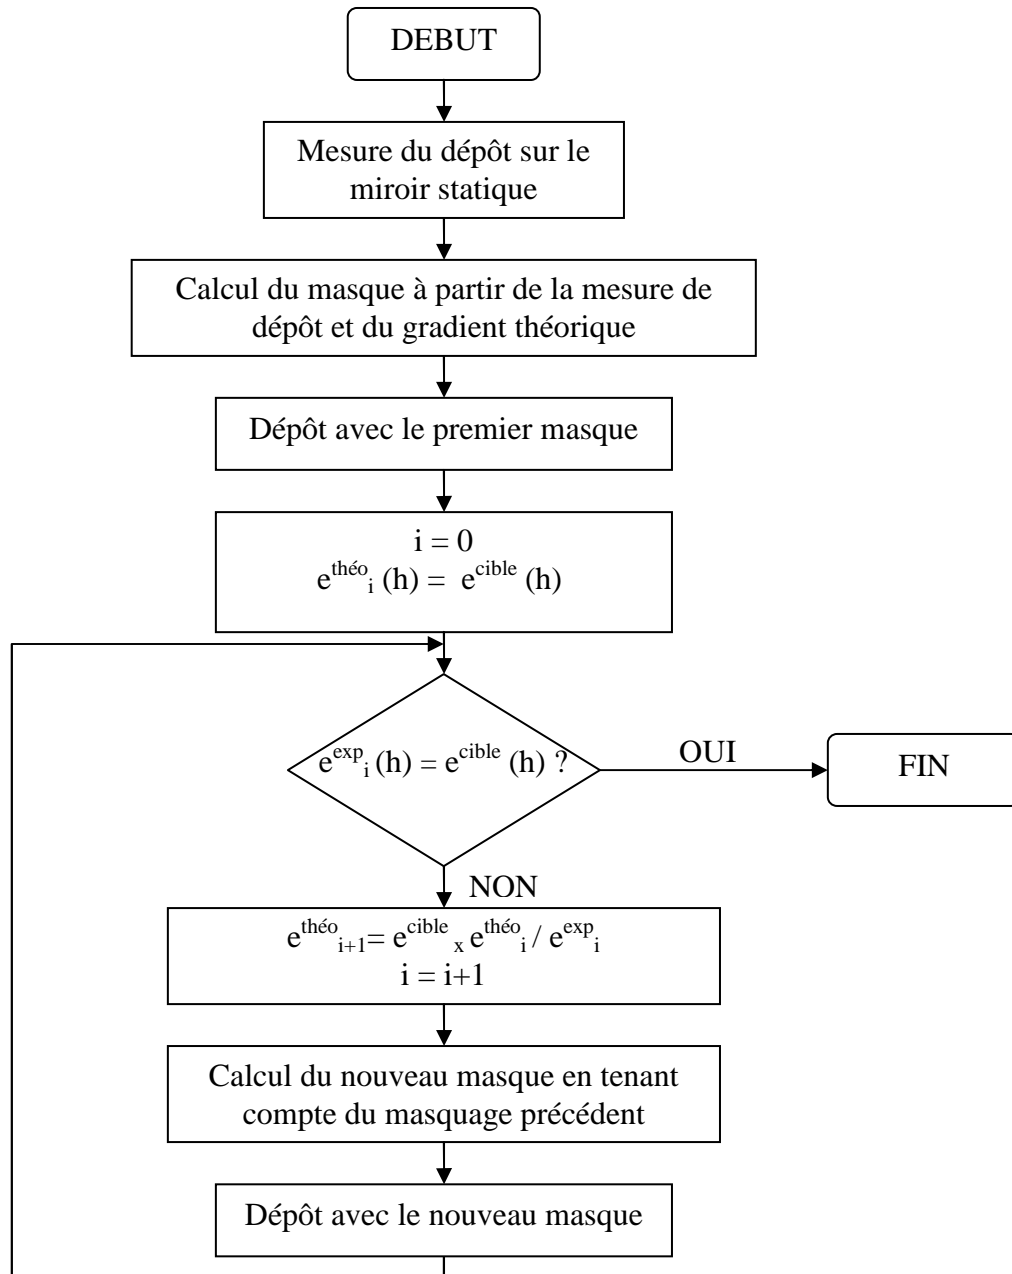 DEBUT
Mesure du dépôt sur le
miroir statique
Calcul du masque à partir de la mesure de
dépôt et du gradient théorique
Dépôt avec le premier masque
i = 0
e^théo_i (h) = e^cible (h)
e^exp_i (h) = e^cible (h) ?
OUI
FIN
NON
e^théo_i+1 = e^cible x e^théo_i / e^exp_i
i = i+1
Calcul du nouveau masque en tenant
compte du masquage précédent
Dépôt avec le nouveau masque